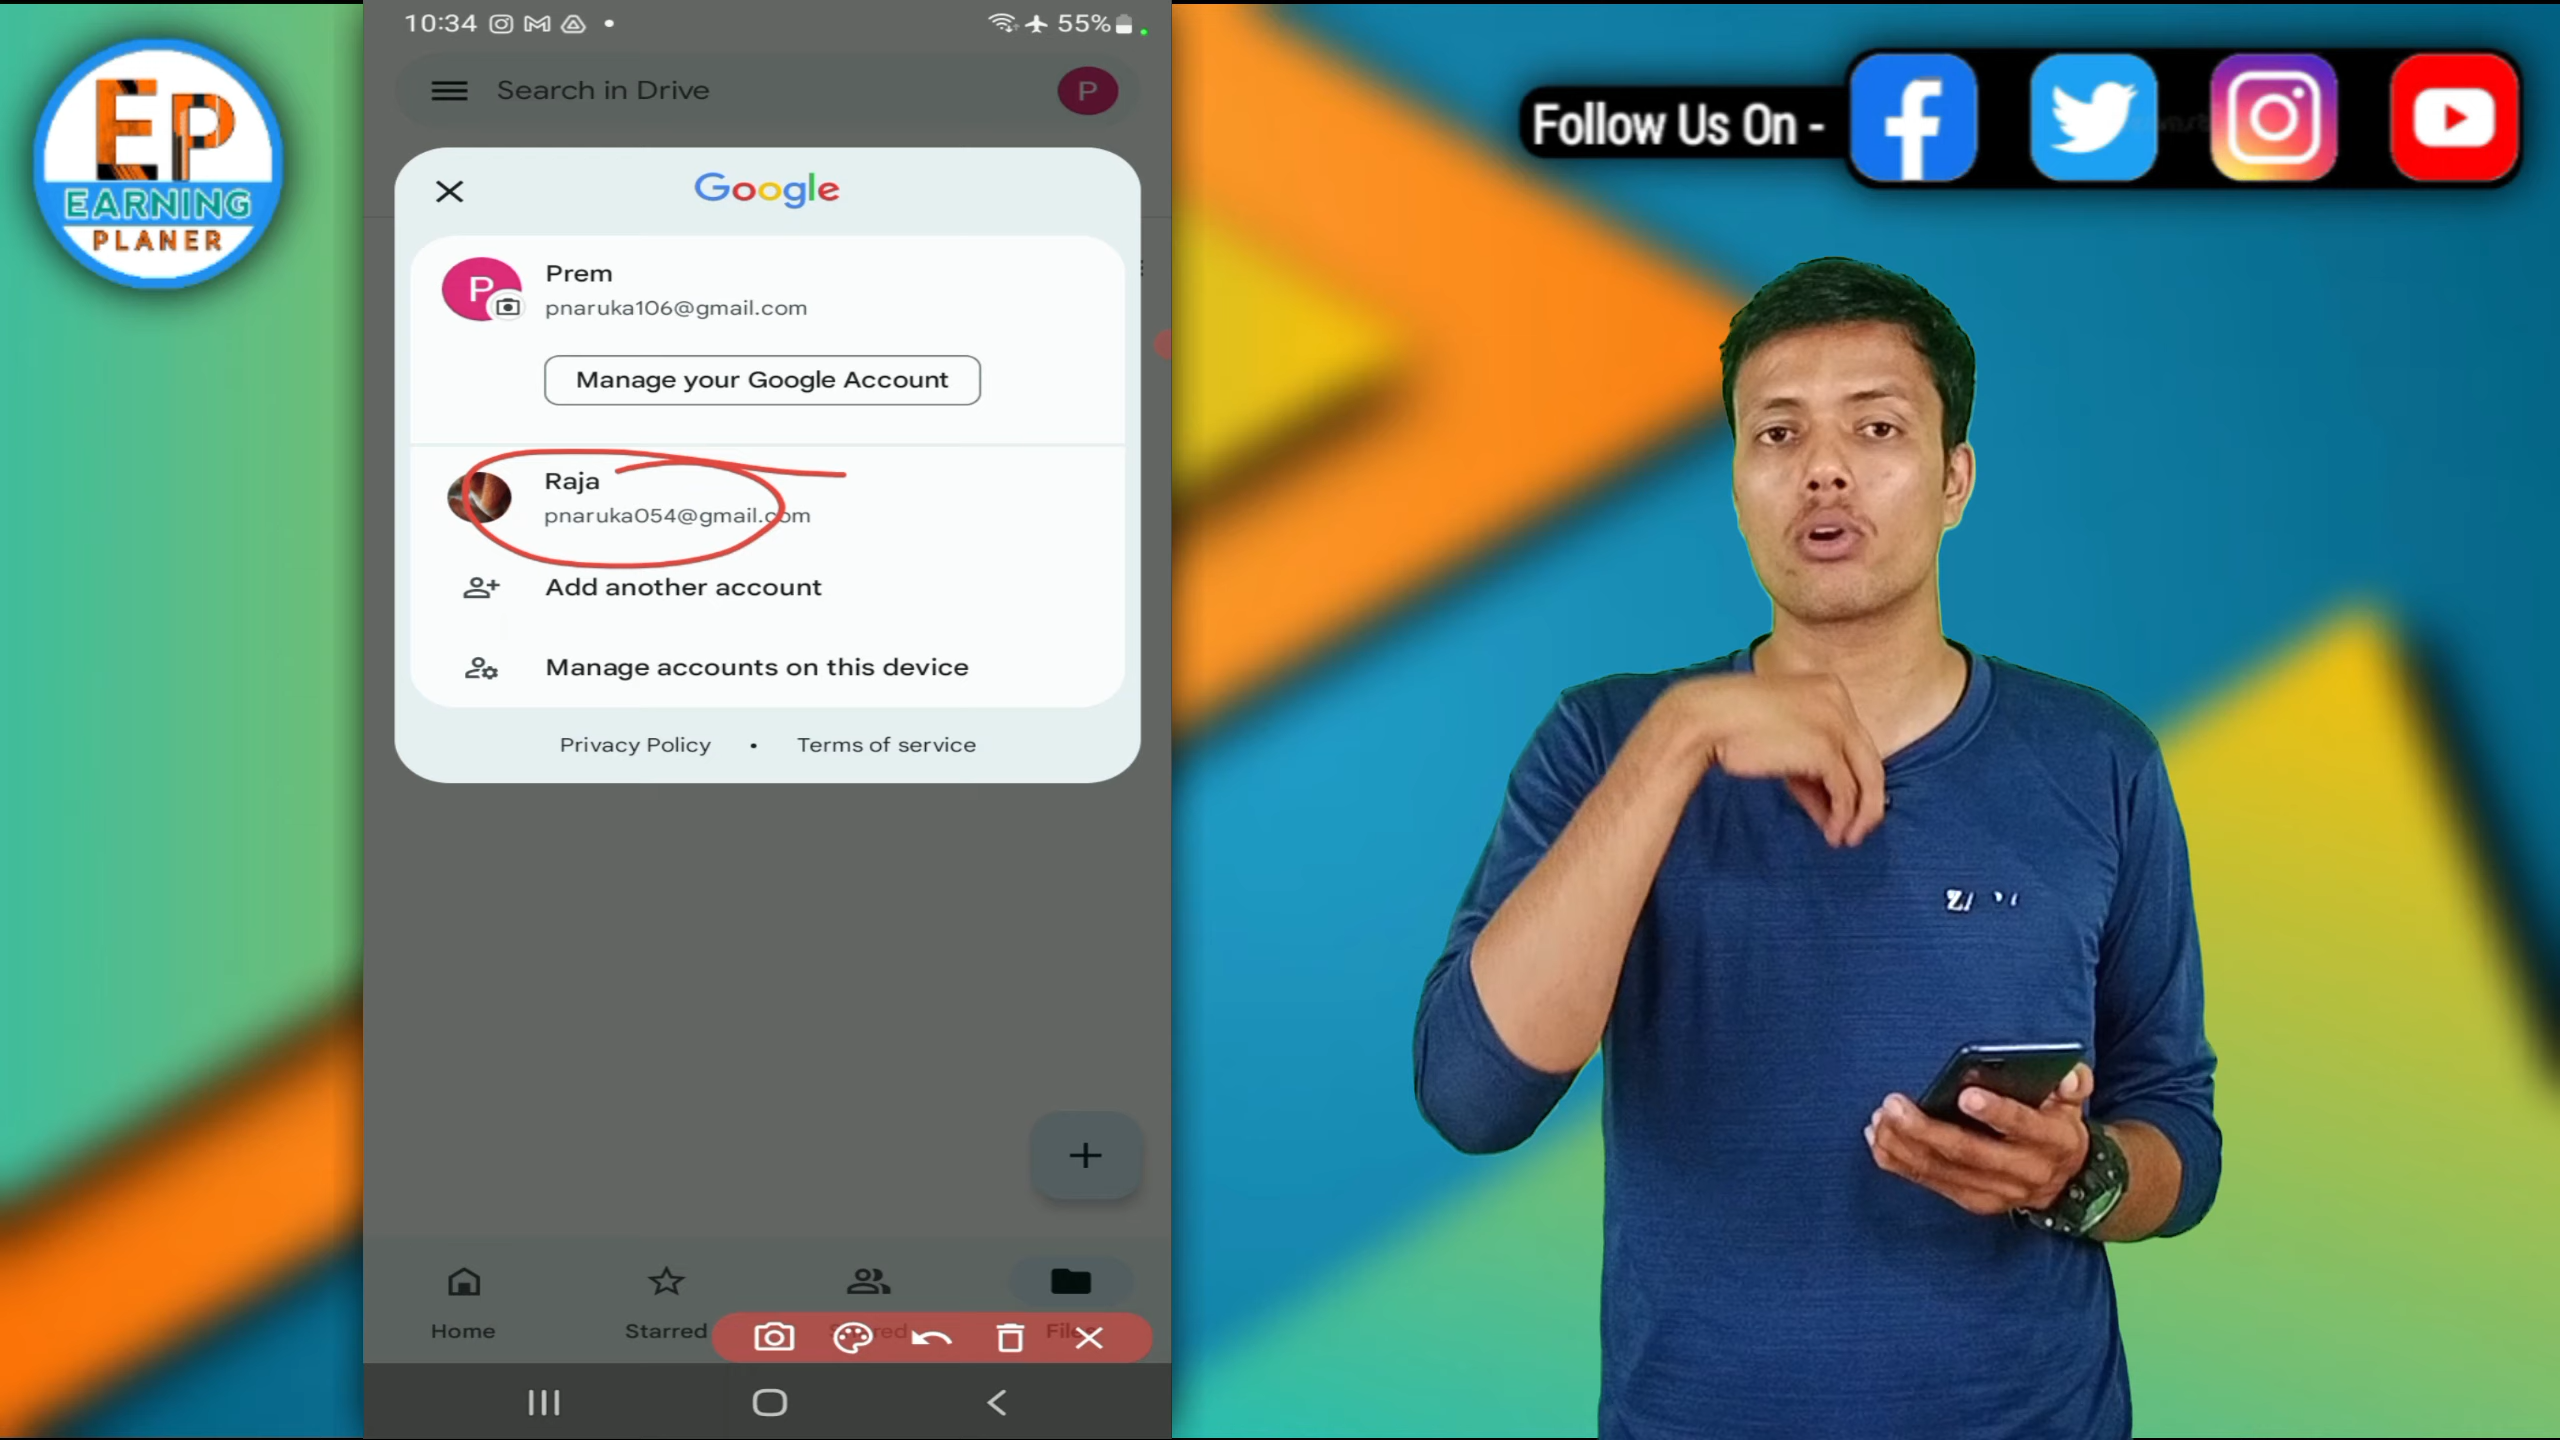 EP
EARNING
PLANER
10:34
55%
Search in Drive
P
Google
P
Prem
pnaruka106@gmail.com
Manage your Google Account
Raja
pnaruka054@gmail.com
Add another account
Manage accounts on this device
Privacy Policy • Terms of service
Home
Starred
Follow Us On -